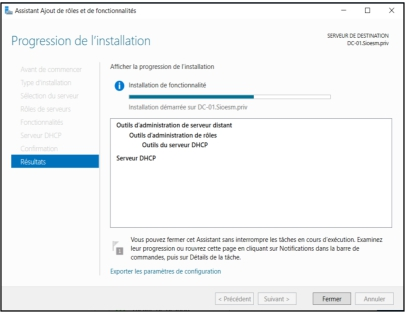 Assistant Ajout de rôles et de fonctionnalités
Progression de l'installation
SERVEUR DE DESTINATION
DC-01.Sioesm.priv
Avant de commencer
Type d'installation
Sélection du serveur
Rôles de serveurs
Fonctionnalités
Serveur DHCP
Confirmation
Résultats
Afficher la progression de l'installation
Installation de fonctionnalité
Installation démarrée sur DC-01.Sioesm.priv
Outils d'administration de serveur distant
Outils d'administration de rôles
Outils du serveur DHCP
Serveur DHCP
Vous pouvez fermer cet Assistant sans interrompre les tâches en cours d'exécution. Examinez
leur progression ou rouvrez cette page en cliquant sur Notifications dans la barre de
commandes, puis sur Détails de la tâche.
Exporter les paramètres de configuration
< Précédent
Suivant >
Fermer
Annuler